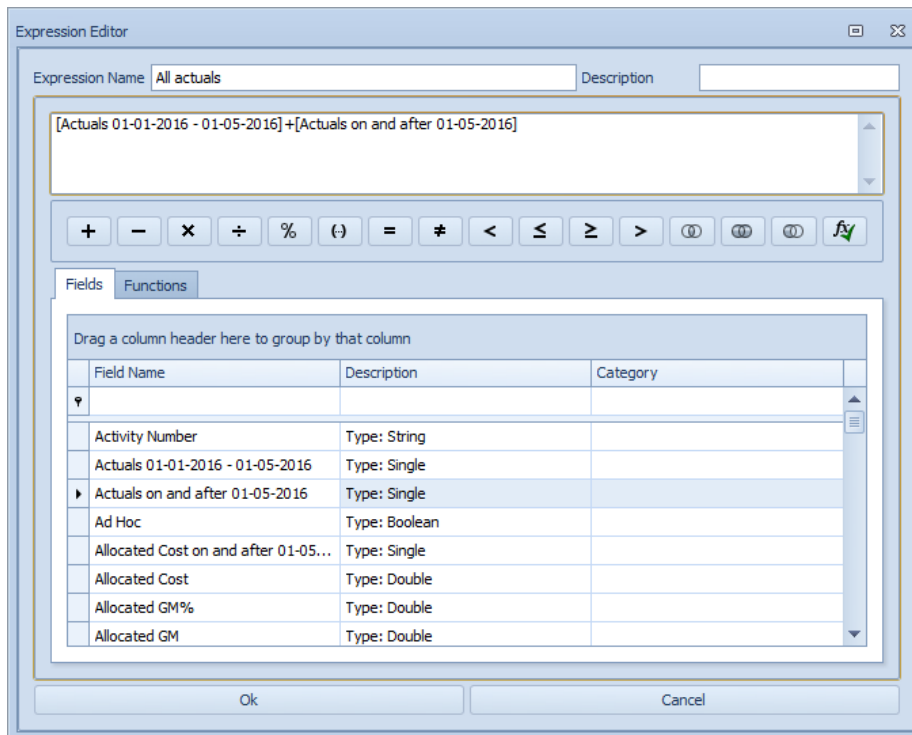 Expression Editor
Expression Name All actuals Description
[Actuals 01-01-2016 - 01-05-2016]+[Actuals on and after 01-05-2016]
+ − × ÷ % (··) = ≠ < ≤ ≥ > fx
Fields Functions
Drag a column header here to group by that column
Field Name Description Category
Activity Number Type: String
Actuals 01-01-2016 - 01-05-2016 Type: Single
Actuals on and after 01-05-2016 Type: Single
Ad Hoc Type: Boolean
Allocated Cost on and after 01-05... Type: Single
Allocated Cost Type: Double
Allocated GM% Type: Double
Allocated GM Type: Double
Ok Cancel